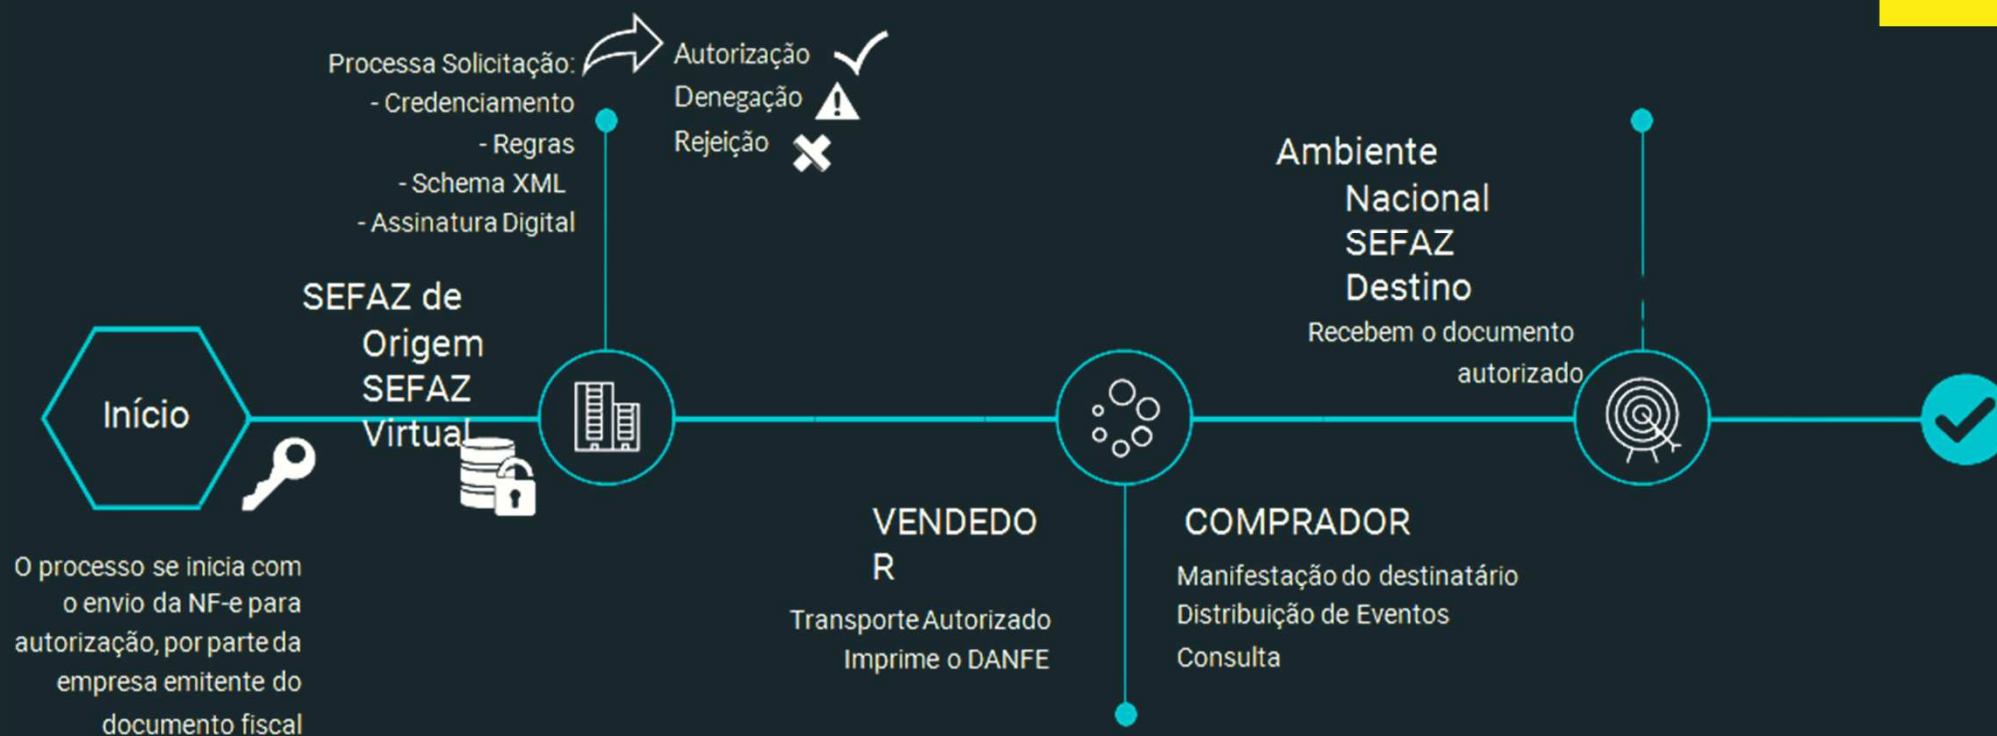 Processa Solicitação:
- Credenciamento
- Regras
- Schema XML
- Assinatura Digital
Autorização
Denegação
Rejeição
SEFAZ de
Origem
SEFAZ
Virtual
Início
O processo se inicia com
o envio da NF-e para
autorização, por parte da
empresa emitente do
documento fiscal
VENDEDO
R
Transporte Autorizado
Imprime o DANFE
COMPRADOR
Manifestação do destinatário
Distribuição de Eventos
Consulta
Ambiente
Nacional
SEFAZ
Destino
Recebem o documento
autorizado